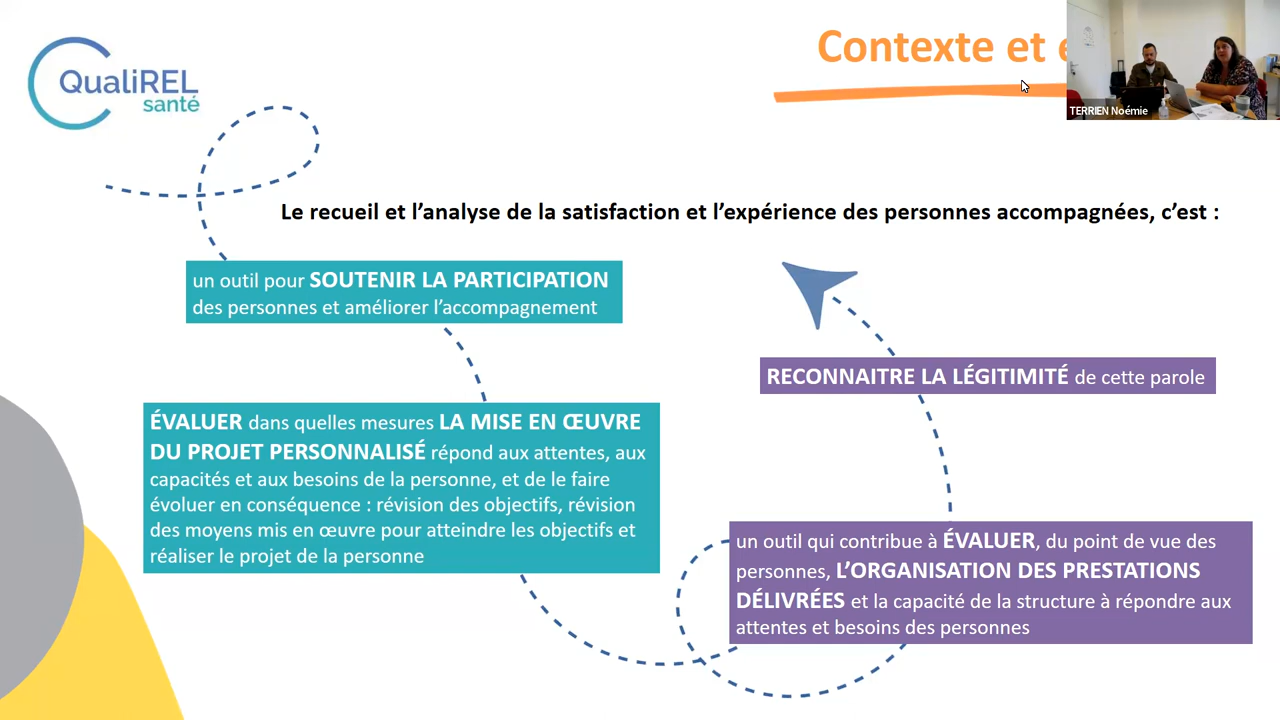 QualiREL
santé
Contexte et
TERRIEN Noémie
Le recueil et l'analyse de la satisfaction et l'expérience des personnes accompagnées, c'est :
un outil pour SOUTENIR LA PARTICIPATION
des personnes et améliorer l'accompagnement
RECONNAITRE LA LÉGITIMITÉ de cette parole
ÉVALUER dans quelles mesures LA MISE EN ŒUVRE
DU PROJET PERSONNALISÉ répond aux attentes, aux
capacités et aux besoins de la personne, et de le faire
évoluer en conséquence : révision des objectifs, révision
des moyens mis en œuvre pour atteindre les objectifs et
réaliser le projet de la personne
un outil qui contribue à ÉVALUER, du point de vue des
personnes, L'ORGANISATION DES PRESTATIONS
DÉLIVRÉES et la capacité de la structure à répondre aux
attentes et besoins des personnes